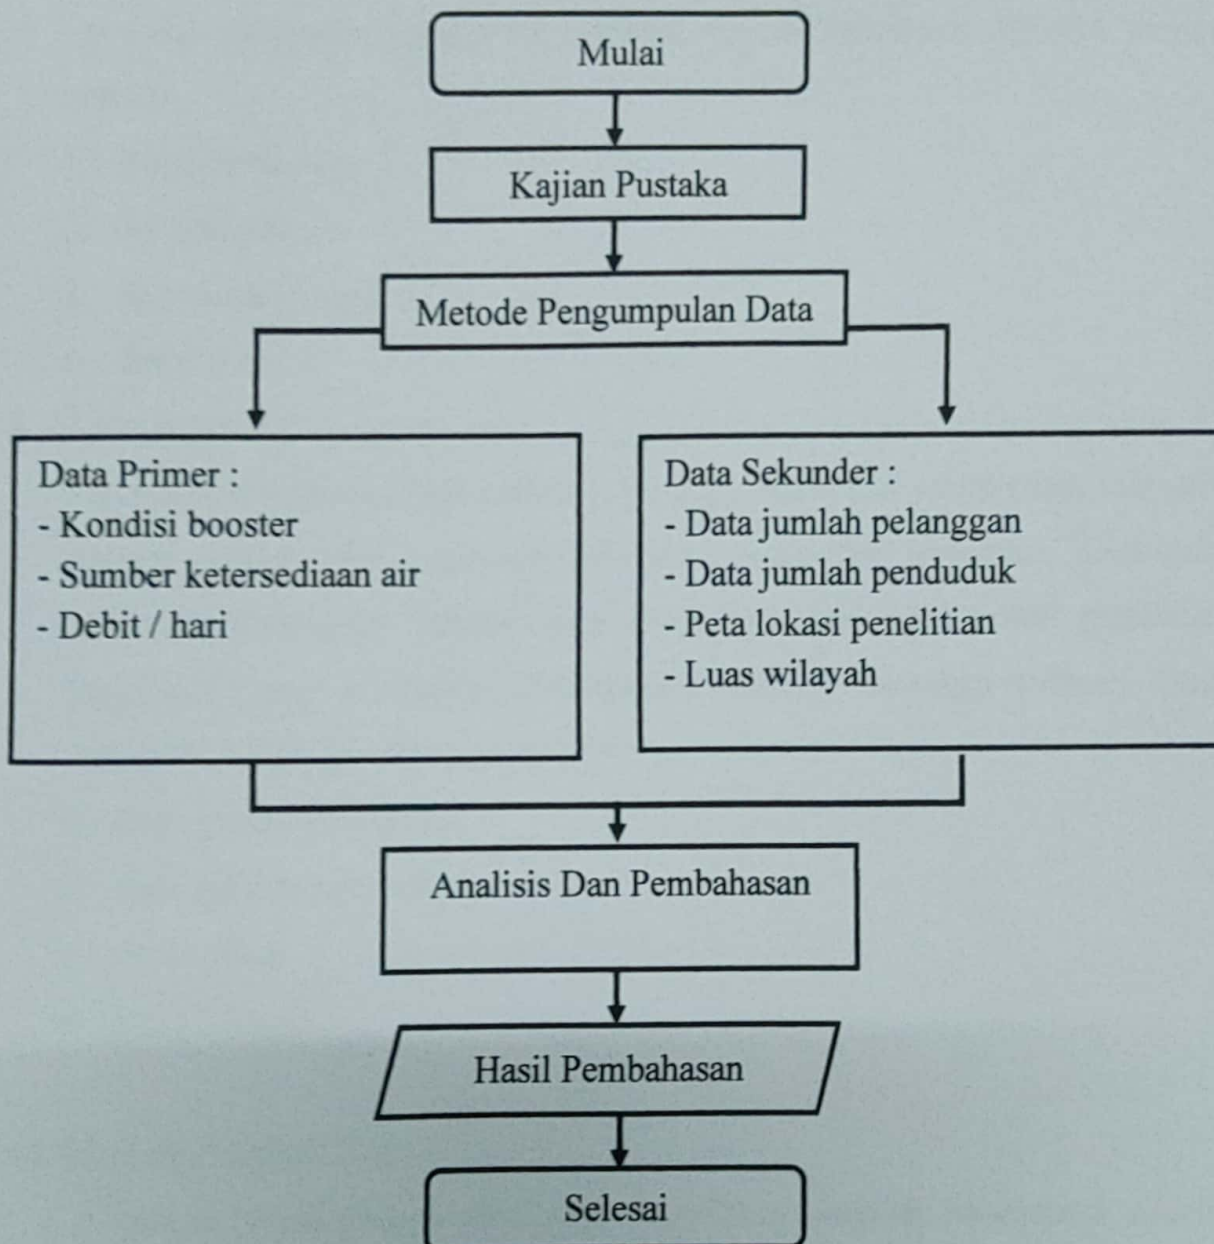 Mulai
Kajian Pustaka
Metode Pengumpulan Data
Data Primer :
- Kondisi booster
- Sumber ketersediaan air
- Debit / hari
Data Sekunder :
- Data jumlah pelanggan
- Data jumlah penduduk
- Peta lokasi penelitian
- Luas wilayah
Analisis Dan Pembahasan
Hasil Pembahasan
Selesai